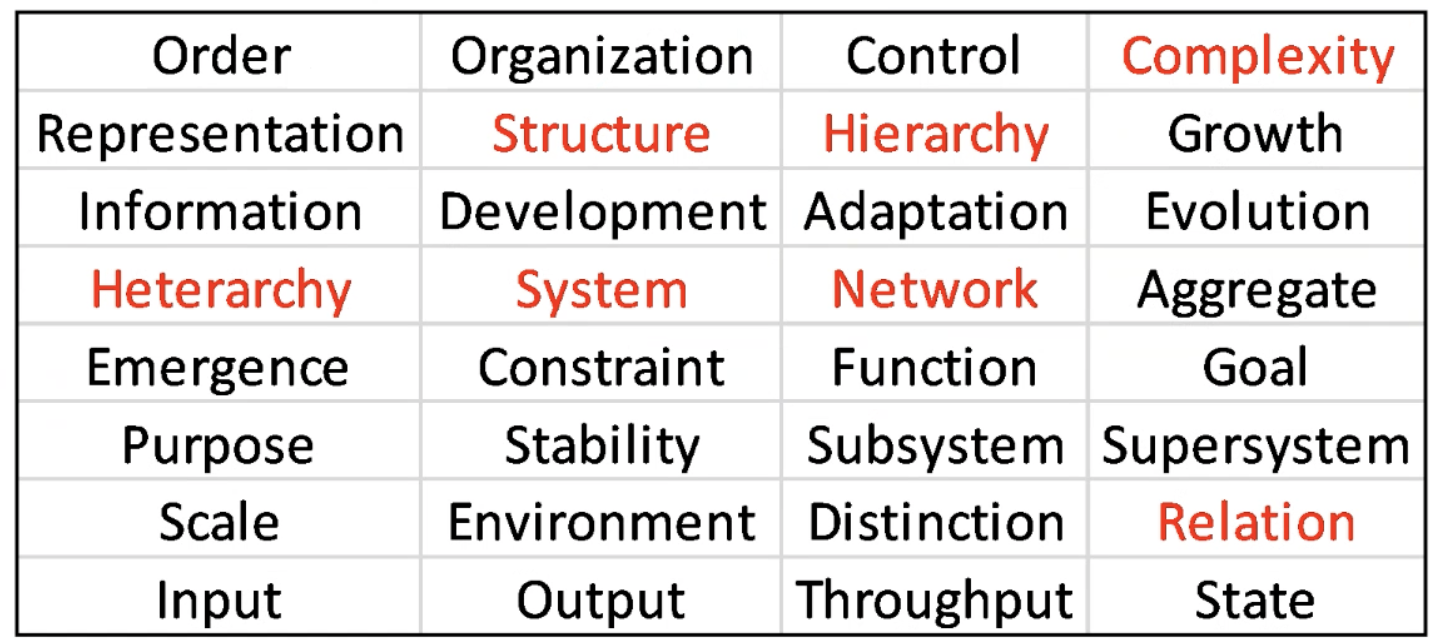 Order Organization Control Complexity
Representation Structure Hierarchy Growth
Information Development Adaptation Evolution
Heterarchy System Network Aggregate
Emergence Constraint Function Goal
Purpose Stability Subsystem Supersystem
Scale Environment Distinction Relation
Input Output Throughput State